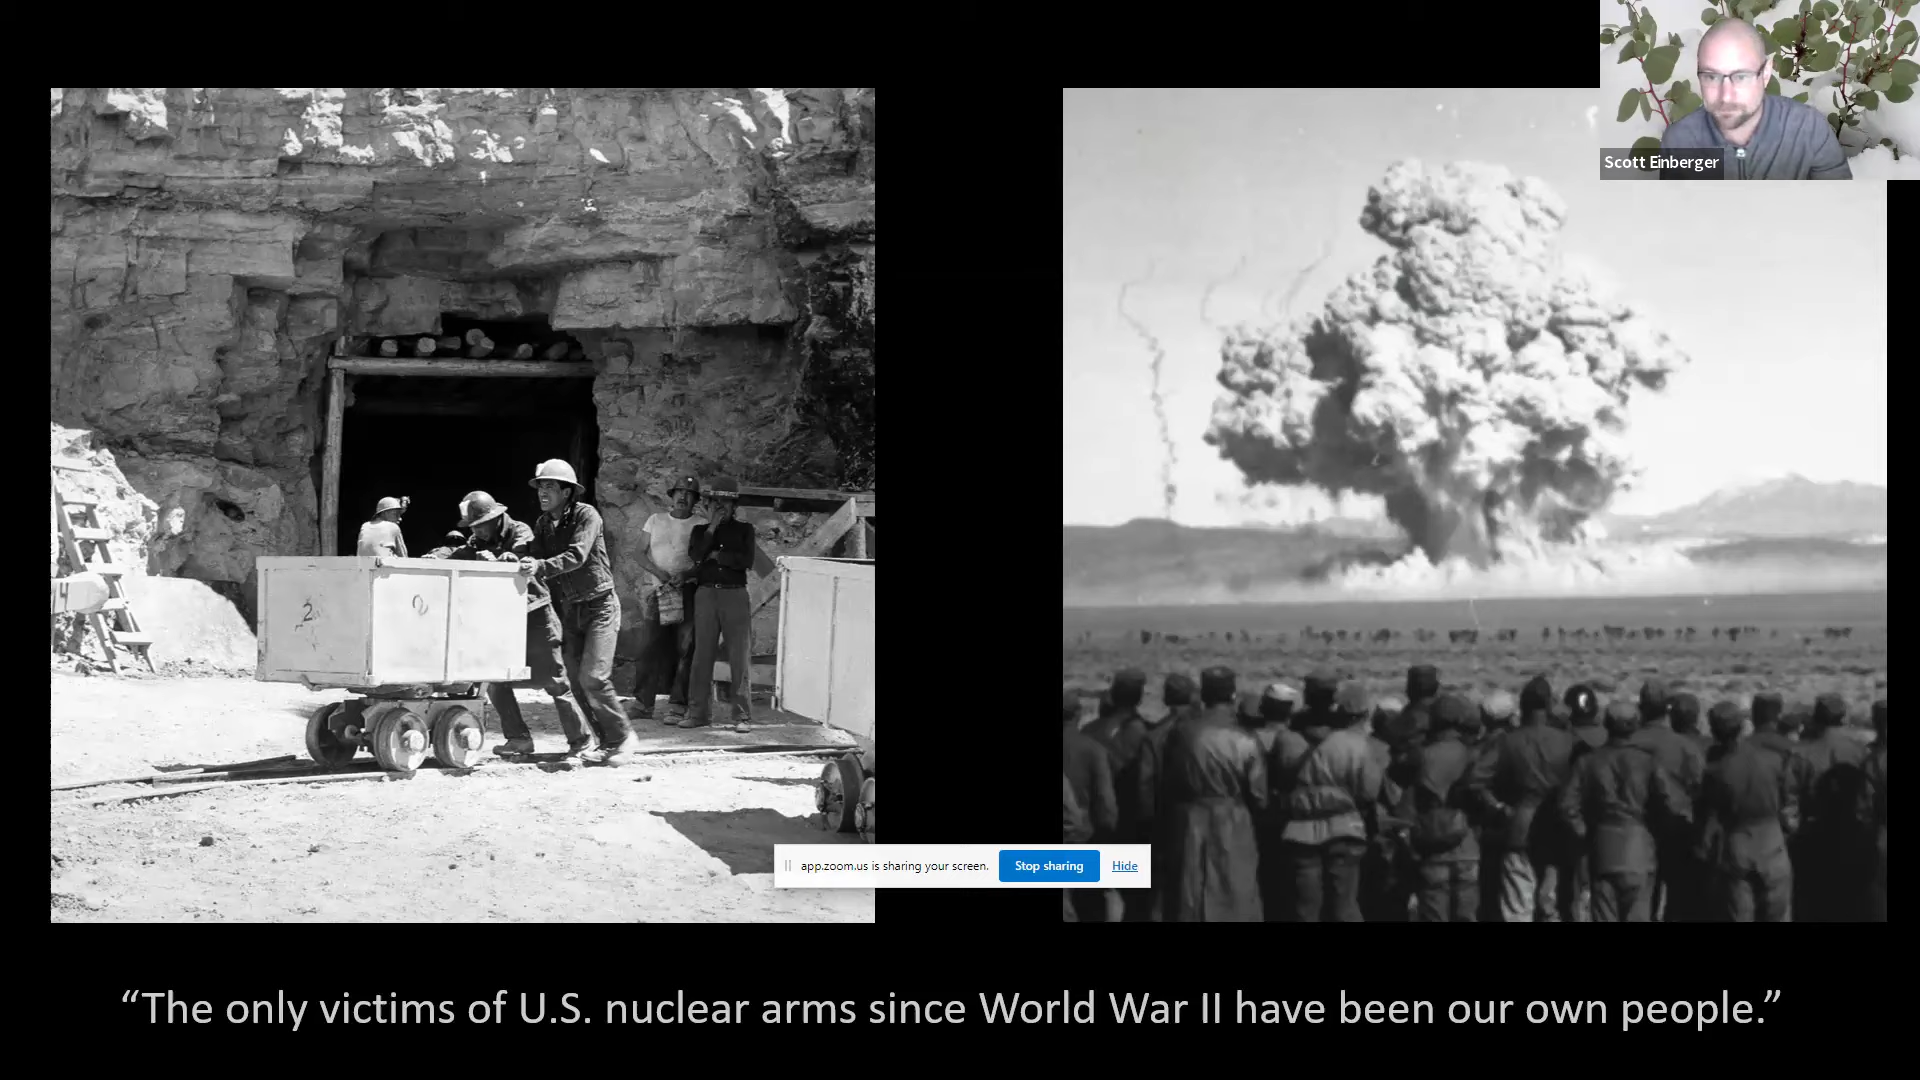 Scott Einberger
2
2
app.zoom.us is sharing your screen. Stop sharing Hide
“The only victims of U.S. nuclear arms since World War II have been our own people.”